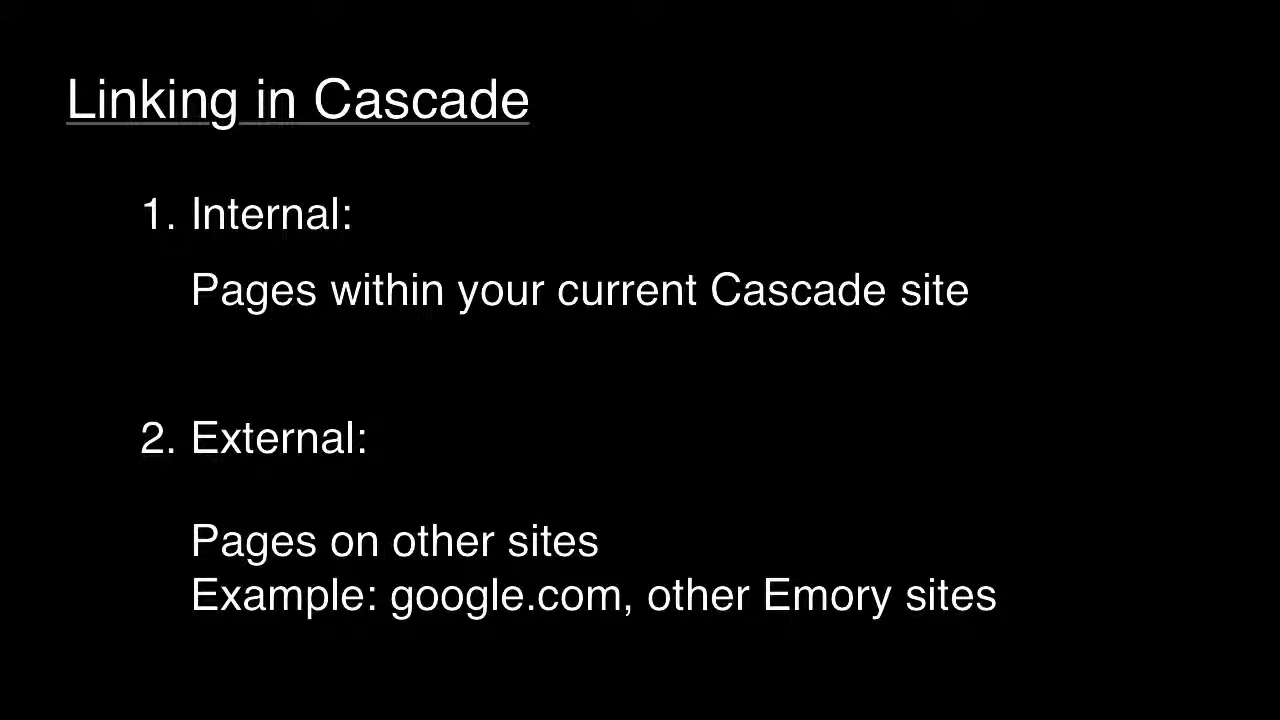 Linking in Cascade
1. Internal:
Pages within your current Cascade site
2. External:
Pages on other sites
Example: google.com, other Emory sites